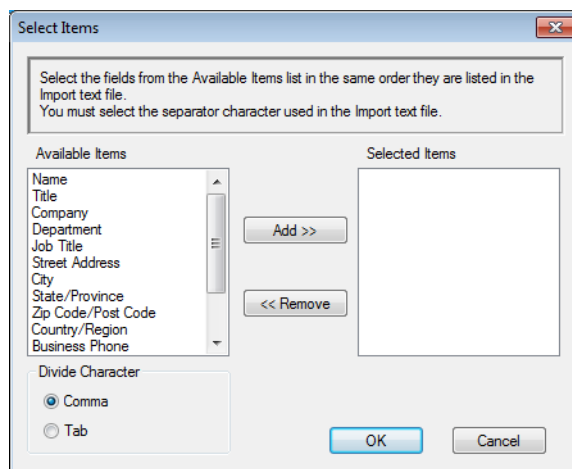 Select Items
Select the fields from the Available Items list in the same order they are listed in the
Import text file.
You must select the separator character used in the Import text file.
Available Items
Selected Items
Name
Title
Company
Department
Job Title
Street Address
City
State/Province
Zip Code/Post Code
Country/Region
Business Phone
Add >>
<< Remove
Divide Character
Comma
Tab
OK
Cancel